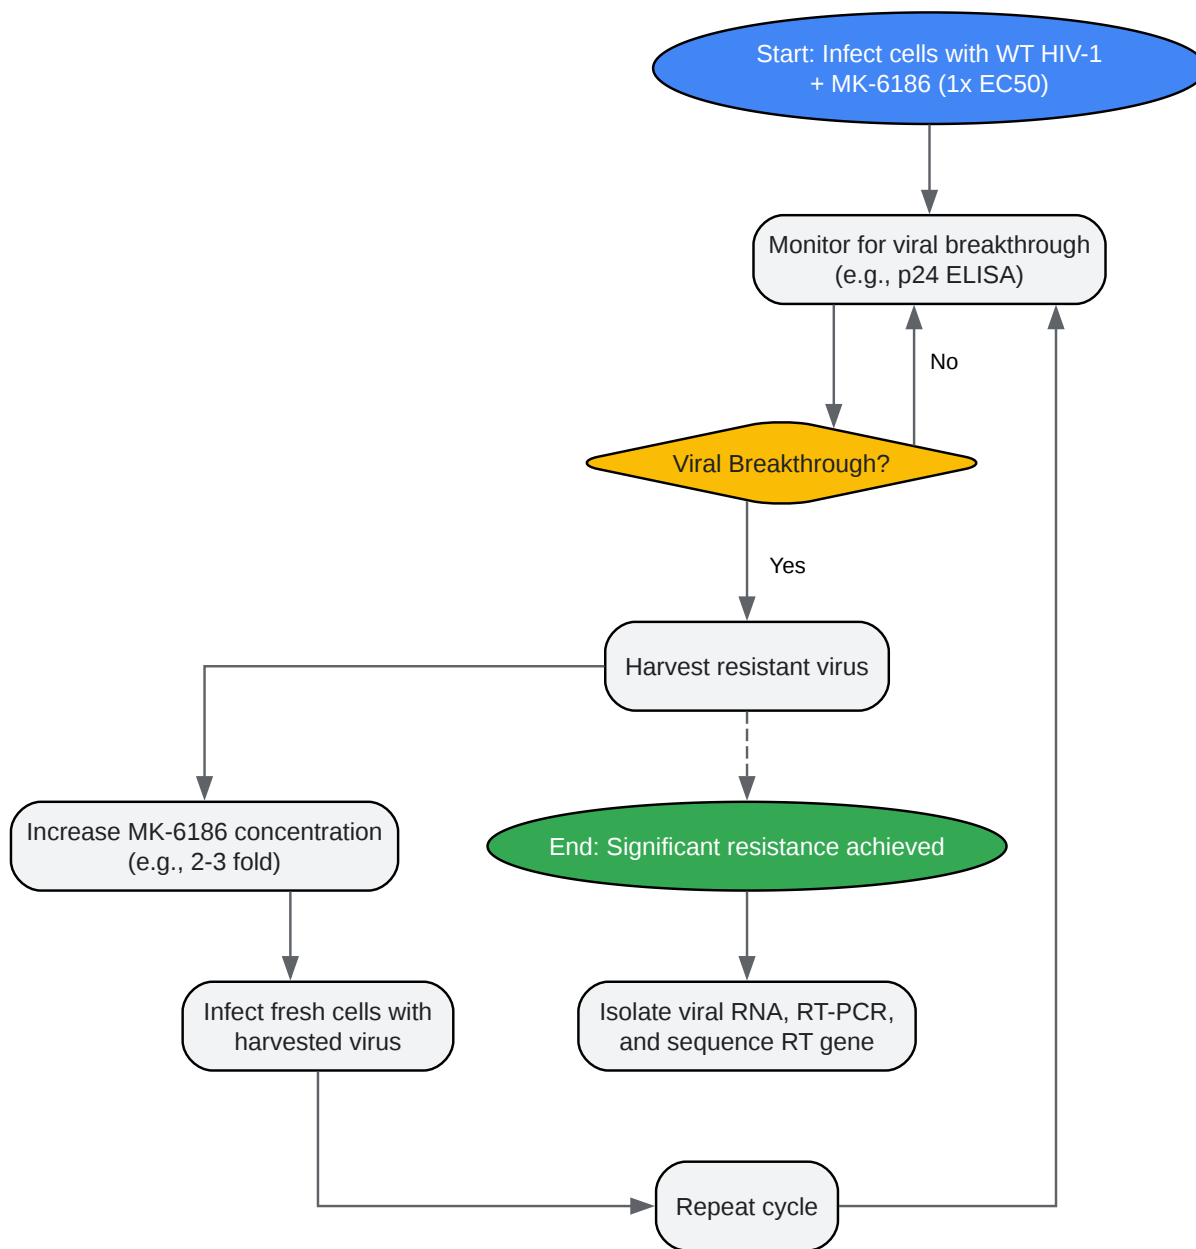 Start: Infect cells with WT HIV-1
+ MK-6186 (1x EC50)
Monitor for viral breakthrough
(e.g., p24 ELISA)
No
Viral Breakthrough?
Yes
Harvest resistant virus
Increase MK-6186 concentration
(e.g., 2-3 fold)
End: Significant resistance achieved
Infect fresh cells with
harvested virus
Isolate viral RNA, RT-PCR,
and sequence RT gene
Repeat cycle